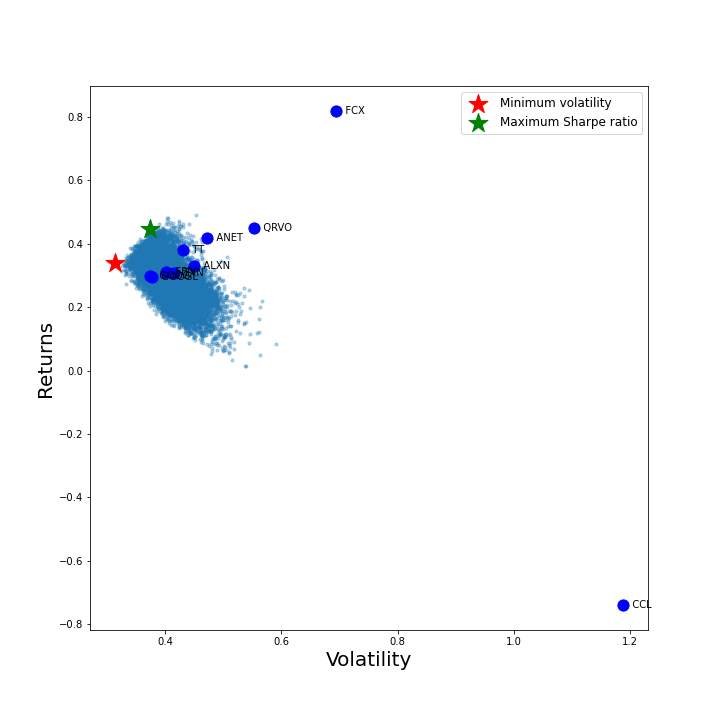 Minimum volatility
Maximum Sharpe ratio
0.8
FCX
0.6
QRVO
ANET
0.4
TT
ALXN
0.2
0.0
−0.2
−0.4
−0.6
CCL
−0.8
0.4
0.6
0.8
1.0
1.2
Returns
Volatility